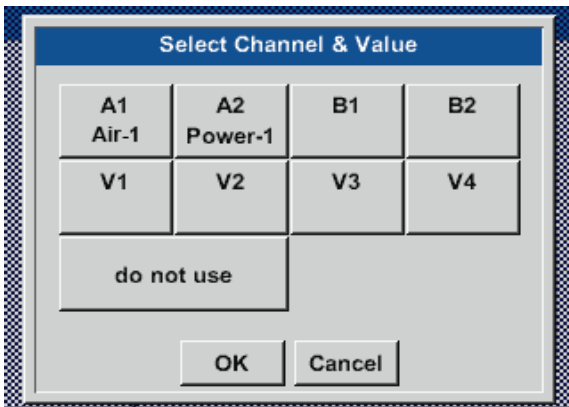 Select Channel & Value
A1 A2 B1 B2
Air-1 Power-1
V1 V2 V3 V4
do not use
OK Cancel